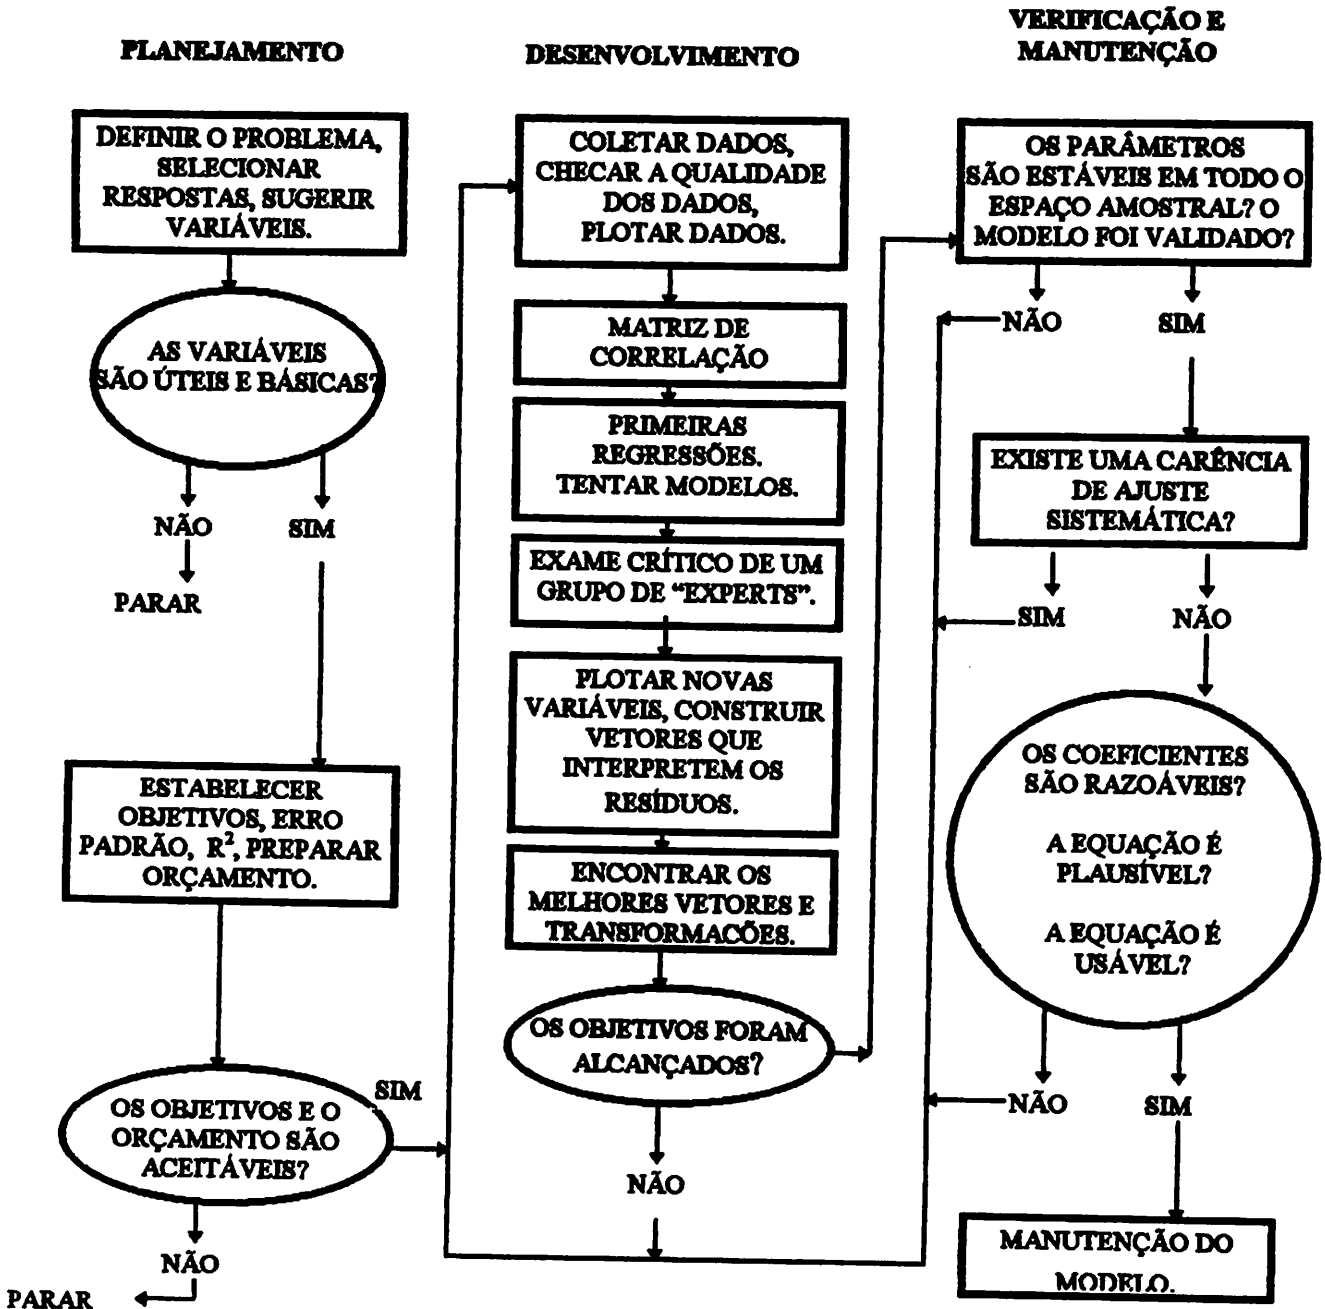 PLANEJAMENTO
DEFINIR O PROBLEMA,
SELECIONAR
RESPOSTAS, SUGERIR
VARIÁVEIS.
AS VARIÁVEIS
SÃO ÚTEIS E BÁSICAS?
NÃO
SIM
PARAR
ESTABELECER
OBJETIVOS, ERRO
PADRÃO, R², PREPARAR
ORÇAMENTO.
OS OBJETIVOS E O
ORÇAMENTO SÃO
ACEITÁVEIS?
SIM
NÃO
PARAR
DESENVOLVIMENTO
COLETAR DADOS,
CHECAR A QUALIDADE
DOS DADOS,
PLOTAR DADOS.
MATRIZ DE
CORRELAÇÃO
PRIMEIRAS
REGRESSÕES.
TENTAR MODELOS.
EXAME CRÍTICO DE UM
GRUPO DE “EXPERTS”.
PLOTAR NOVAS
VARIÁVEIS, CONSTRUIR
VETORES QUE
INTERPRETEM OS
RESÍDUOS.
ENCONTRAR OS
MELHORES VETORES E
TRANSFORMACÕES.
OS OBJETIVOS FORAM
ALCANÇADOS?
NÃO
VERIFICAÇÃO E
MANUTENÇÃO
OS PARÂMETROS
SÃO ESTÁVEIS EM TODO O
ESPAÇO AMOSTRAL? O
MODELO FOI VALIDADO?
NÃO
SIM
EXISTE UMA CARÊNCIA
DE AJUSTE
SISTEMÁTICA?
SIM
NÃO
OS COEFICIENTES
SÃO RAZOÁVEIS?
A EQUAÇÃO É
PLAUSÍVEL?
A EQUAÇÃO É
USÁVEL?
NÃO
SIM
MANUTENÇÃO DO
MODELO.